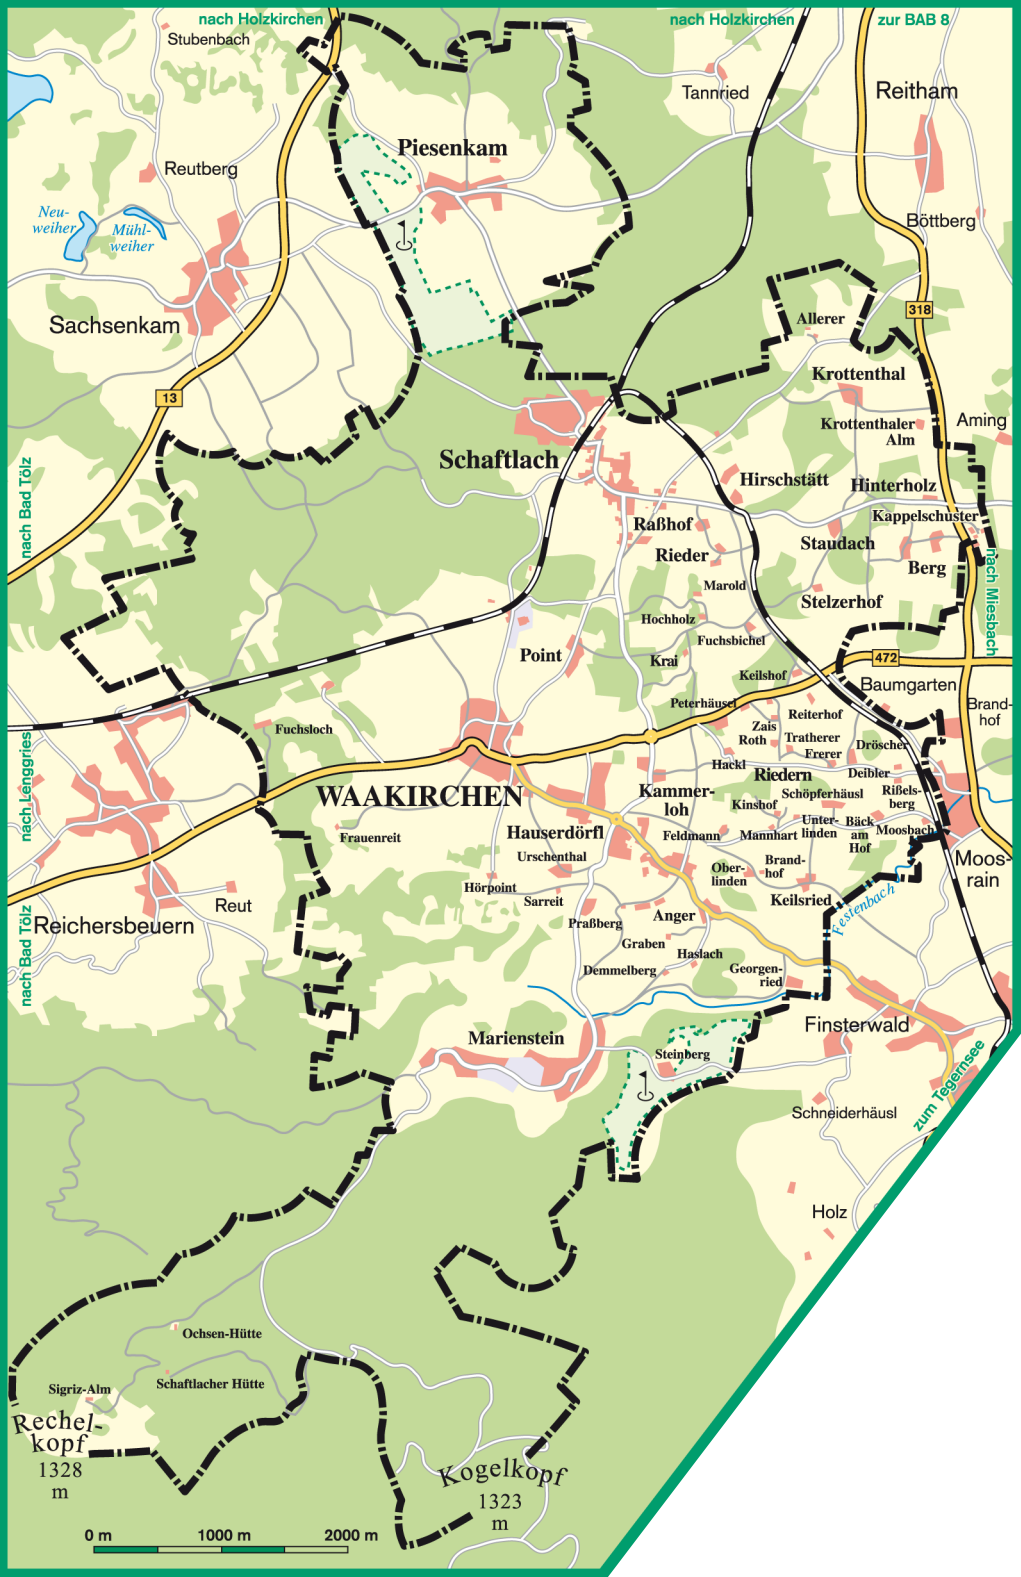 nach Holzkirchen
nach Holzkirchen
zur BAB 8
Stubenbach
Tannried
Reitham
Piesenkam
Reutberg
Neu-
weiher
Mühl-
weiher
Böttberg
Sachsenkam
318
Allerer
Krottenthal
13
Krottenthaler
Alm
Aming
Schaftlach
Hirschstätt
Hinterholz
nach Bad Tölz
Kappelschuster
Raßhof
Staudach
Rieder
Berg
nach Miesbach
Marold
Stelzerhof
Hochholz
Fuchsbichel
Point
Krai
472
Keilshof
Baumgarten
Peterhäusel
Brand-
hof
Reiterhof
Fuchsloch
Zais
Roth
Tratherer
Frerer
Dröscher
nach Lenggries
Hackl
Riedern
Deibler
WAAKIRCHEN
Kammer-
loh
Schöpferhäusl
Rißels-
berg
Kinshof
Frauenreit
Hauserdörfl
Feldmann
Mannhart
Unter-
linden
Bäck
am
Hof
Moosbach
Urschenthal
Moos-
rain
Ober-
linden
Brand-
hof
Hörpoint
Sarreit
Keilsried
Reut
Reichersbeuern
nach Bad Tölz
Praßberg
Anger
Festenbach
Graben
Haslach
Demmelberg
Georgen-
ried
Marienstein
Finsterwald
Steinberg
zum Tegernsee
Schneiderhäusl
Holz
Ochsen-Hütte
Schaftlacher Hütte
Sigriz-Alm
Rechel-
kopf
1328
m
Kogelkopf
1323
m
0 m
1000 m
2000 m